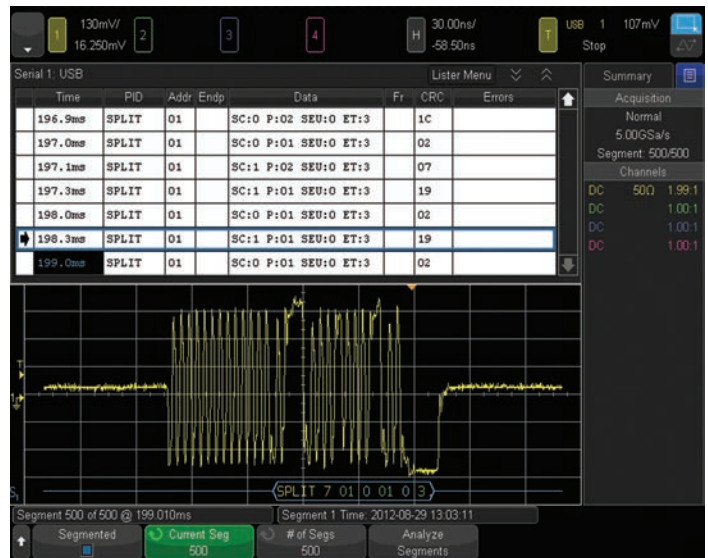 1 130mV/ 16.250mV 2 3 4 H 30.00ns/ -58.50ns T USB 1 107mV Stop
Serial 1: USB Lister Menu Summary
Time PID Addr Endp Data Fr CRC Errors
196.9ms SPLIT 01 SC:0 P:02 SEU:0 ET:3 1C
197.0ms SPLIT 01 SC:0 P:01 SEU:0 ET:3 02
197.1ms SPLIT 01 SC:1 P:02 SEU:0 ET:3 07
197.3ms SPLIT 01 SC:1 P:01 SEU:0 ET:3 19
198.0ms SPLIT 01 SC:0 P:01 SEU:0 ET:3 02
198.3ms SPLIT 01 SC:1 P:01 SEU:0 ET:3 19
199.0ms SPLIT 01 SC:0 P:01 SEU:0 ET:3 02
Acquisition
Normal
5.00GSa/s
Segment: 500/500
Channels
DC 50Ω 1.99:1
DC 1.00:1
DC 1.00:1
DC 1.00:1
T
S1
SPLIT 7 01 0 01 0 3
Segment 500 of 500 @ 199.010ms Segment 1 Time: 2012-08-29 13:03:11
Segmented
Current Seg
500
# of Segs
500
Analyze
Segments